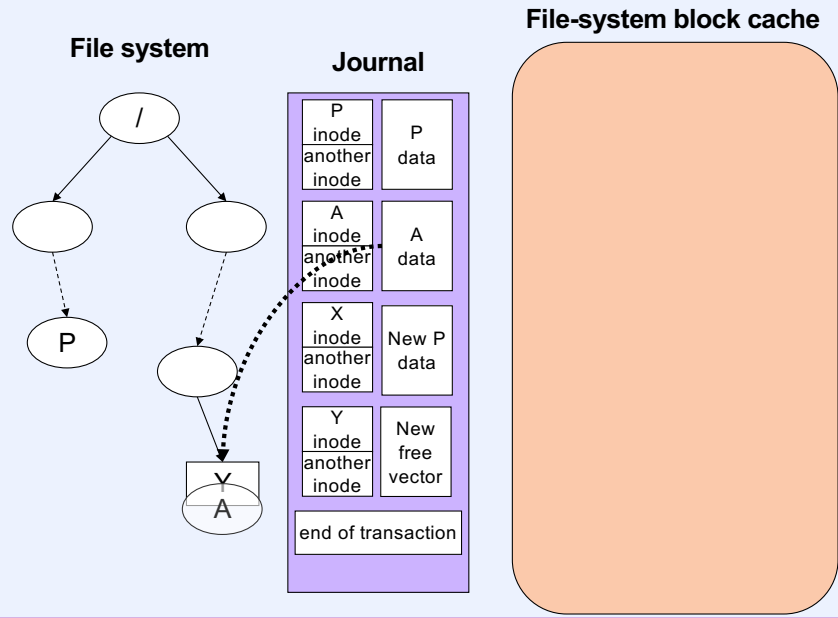 File-system block cache
File system
Journal
/
P
Y
A
P
inode
another
inode
P
data
A
inode
another
inode
A
data
X
inode
another
inode
New P
data
Y
inode
another
inode
New
free
vector
end of transaction